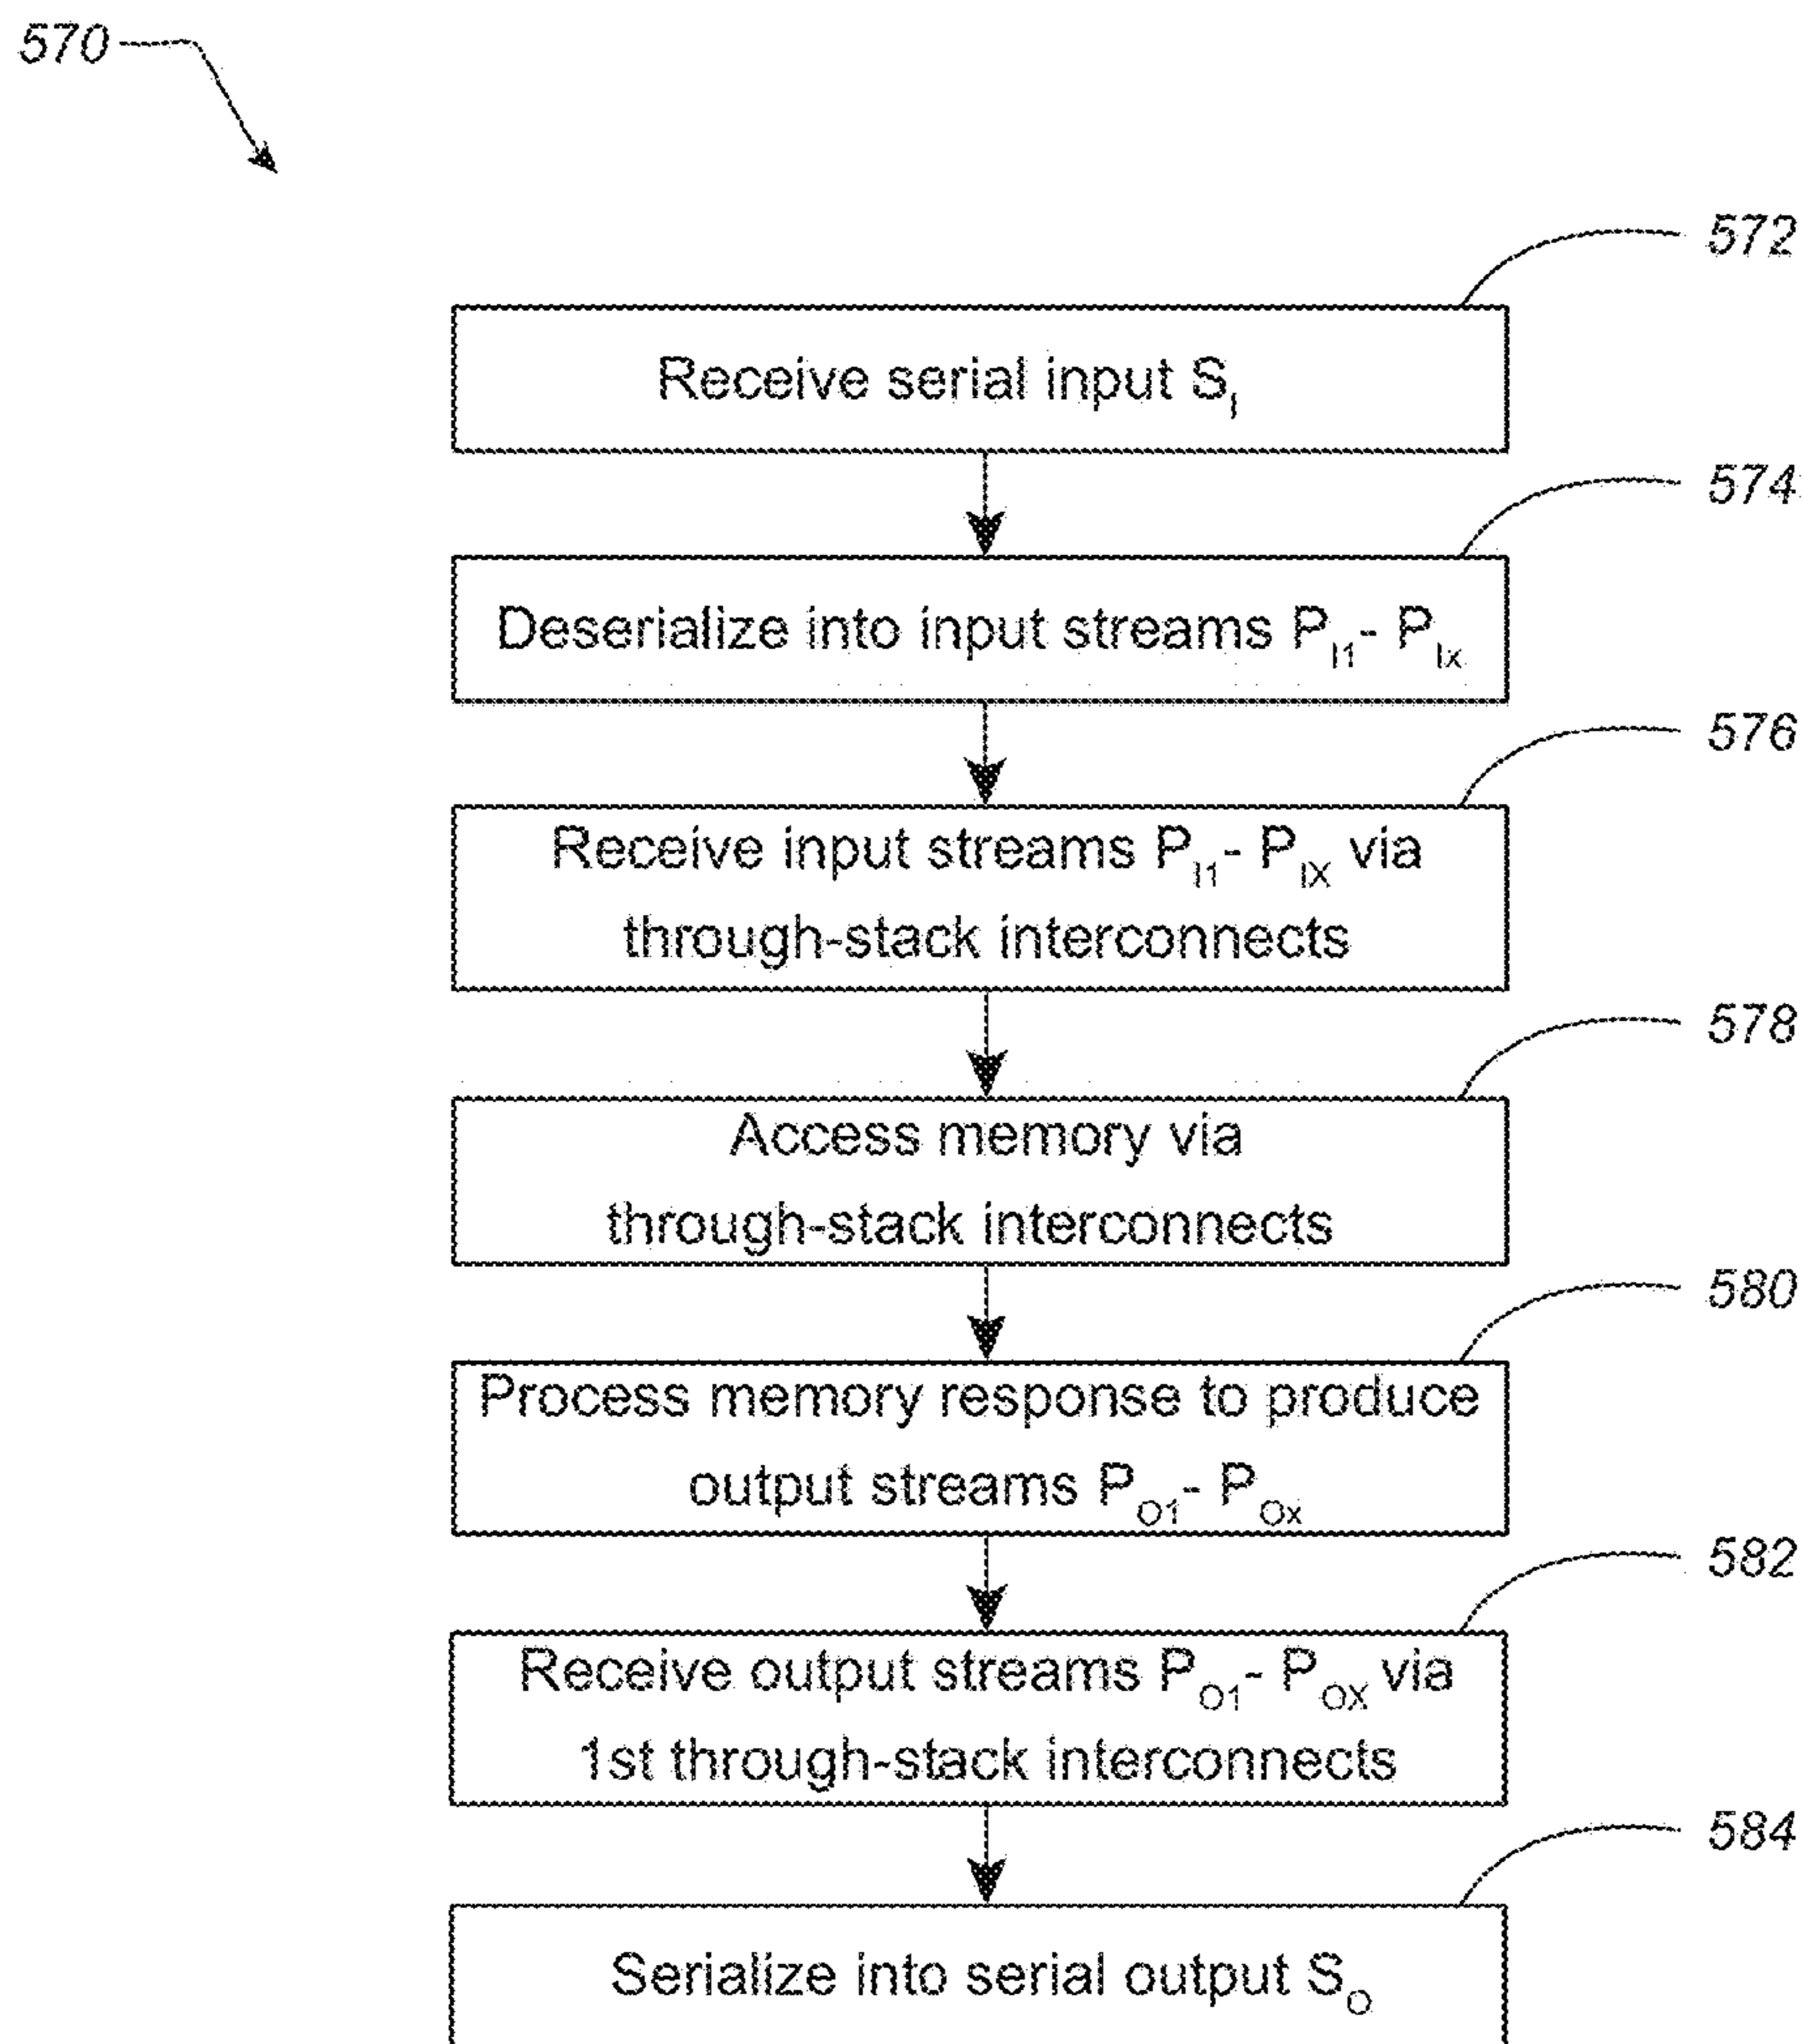 570
572
Receive serial input S_I
574
Deserialize into input streams P_I1 - P_Ix
576
Receive input streams P_I1 - P_IX via
through-stack interconnects
578
Access memory via
through-stack interconnects
580
Process memory response to produce
output streams P_O1 - P_Ox
582
Receive output streams P_O1 - P_OX via
1st through-stack interconnects
584
Serialize into serial output S_O